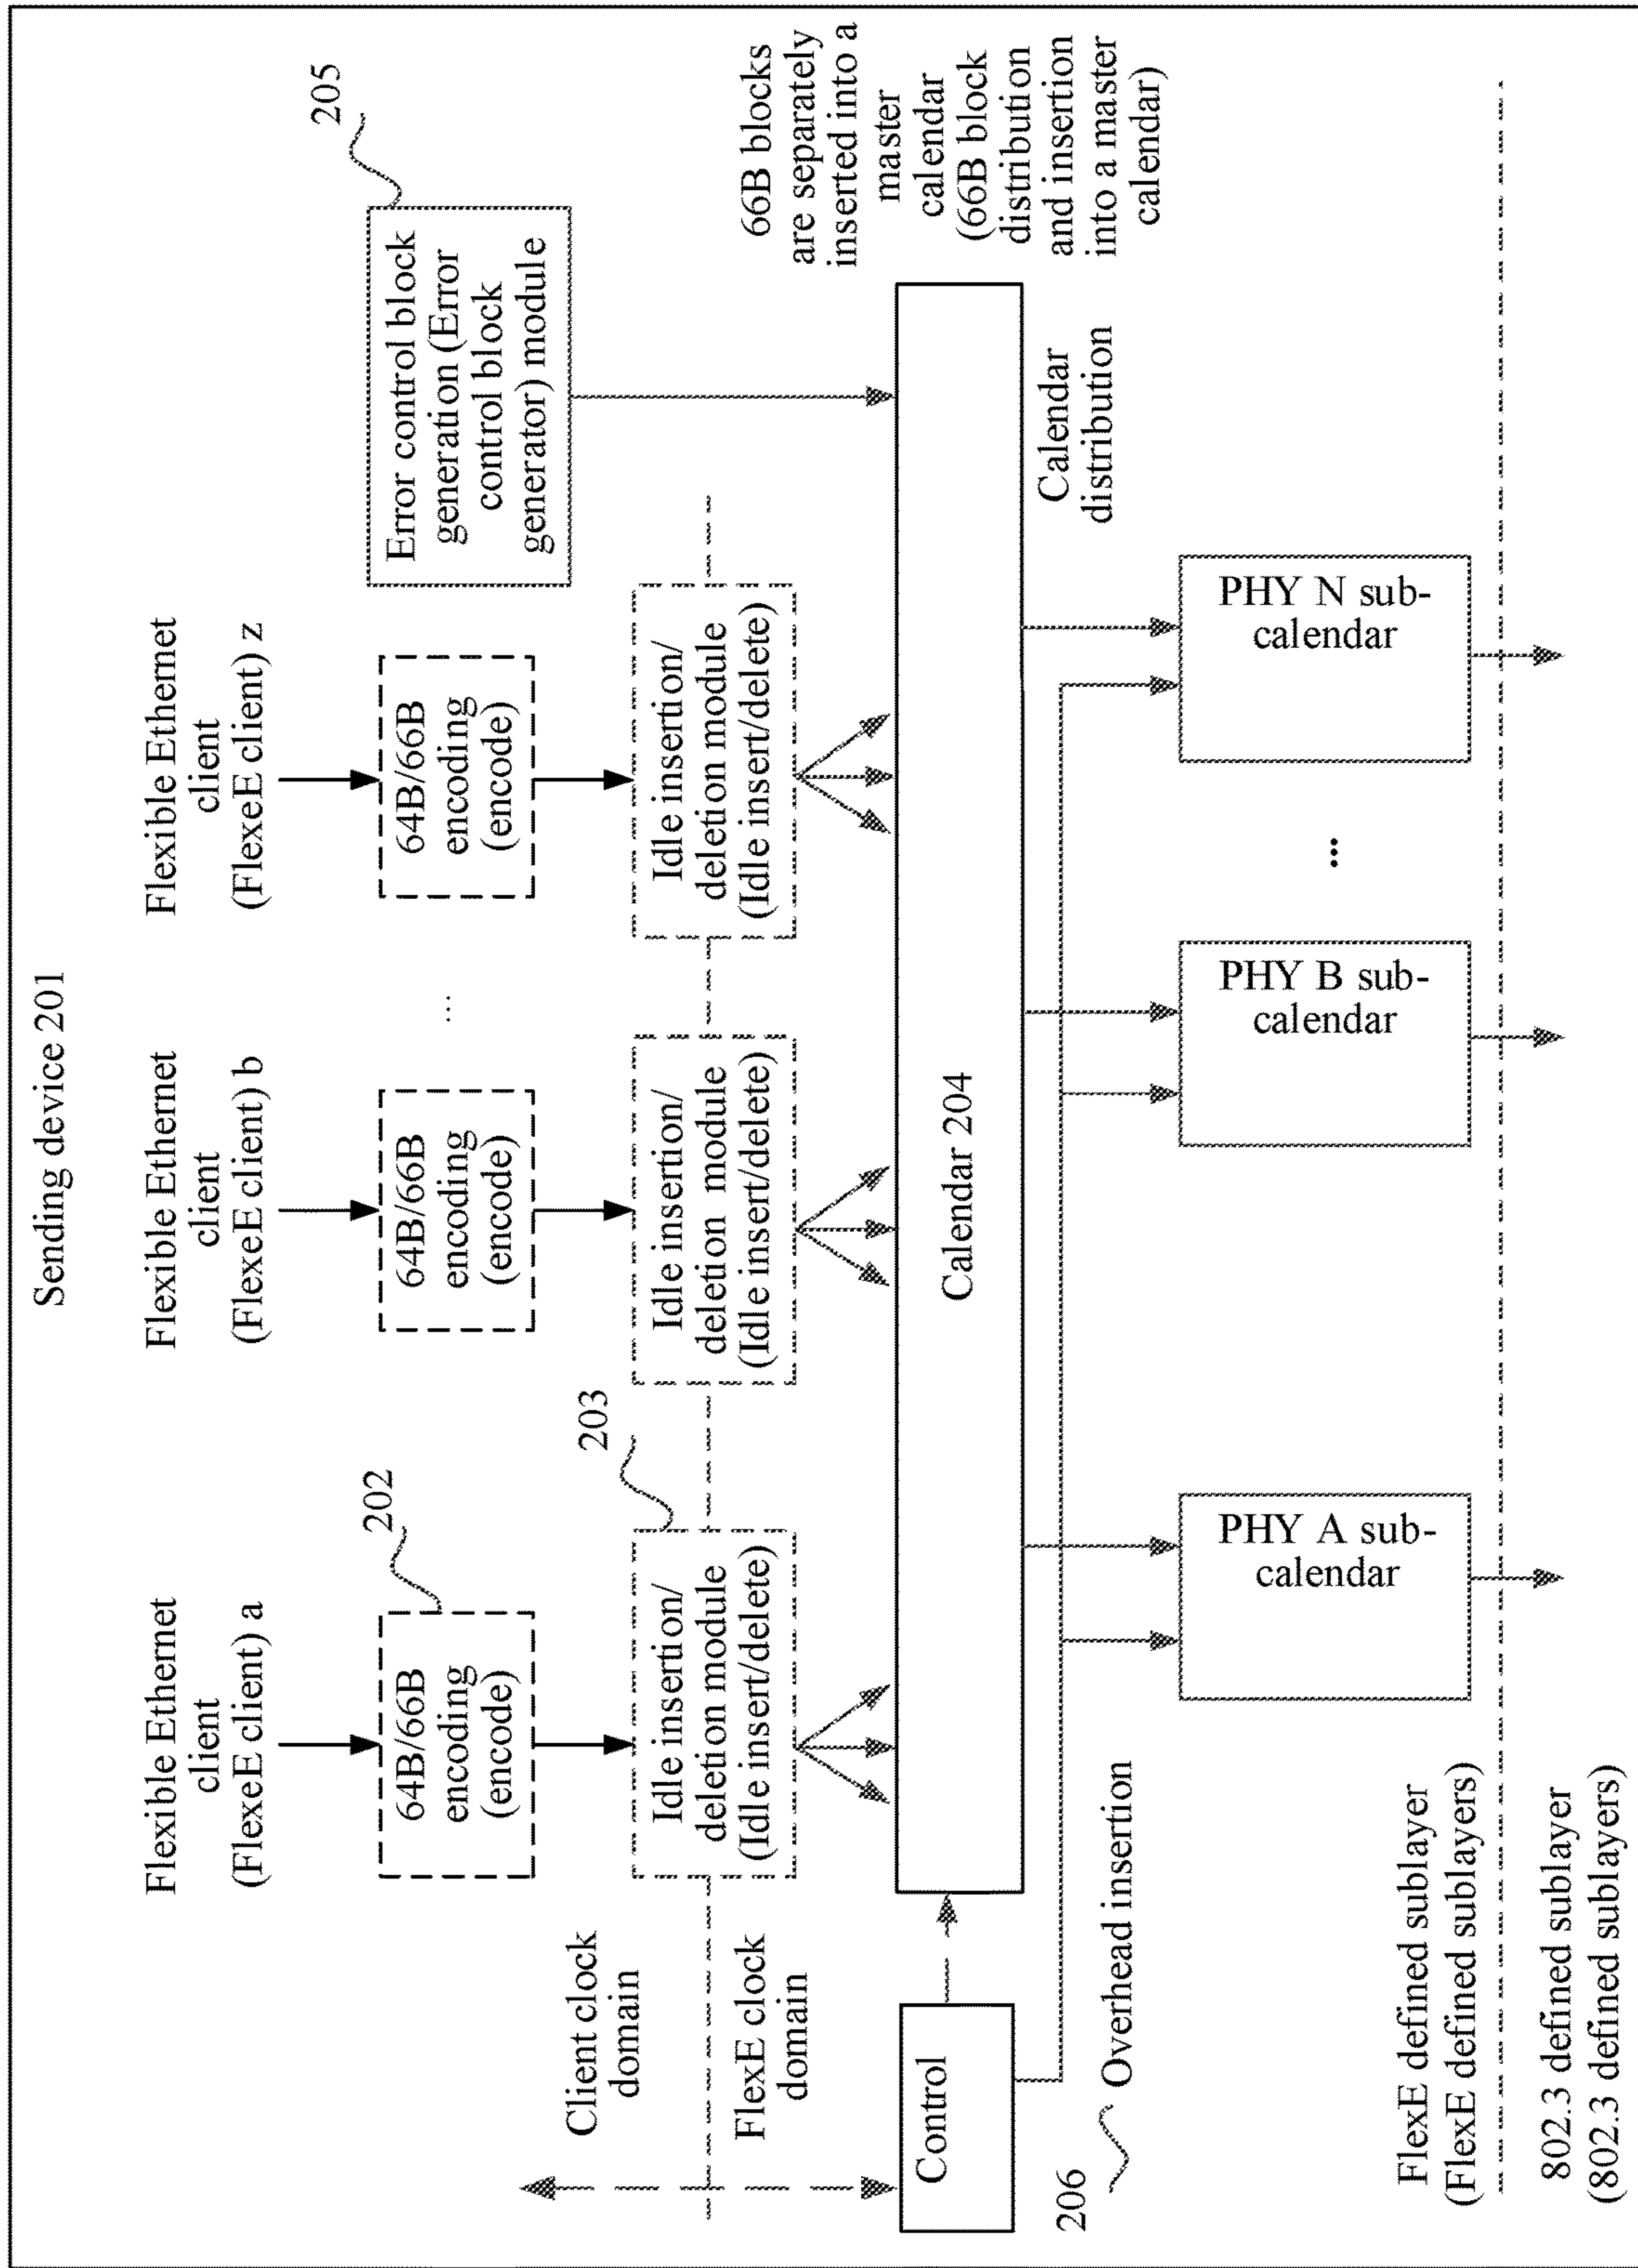 Sending device 201
Flexible Ethernet
client
(FlexeE client) a
Flexible Ethernet
client
(FlexeE client) b
Flexible Ethernet
client
(FlexeE client) z
202
64B/66B
encoding
(encode)
64B/66B
encoding
(encode)
...
64B/66B
encoding
(encode)
205
Error control block
generation (Error
control block
generator) module
Client clock
domain
FlexE clock
domain
203
Idle insertion/
deletion module
(Idle insert/delete)
Idle insertion/
deletion module
(Idle insert/delete)
Idle insertion/
deletion module
(Idle insert/delete)
66B blocks
are separately
inserted into a
master
calendar
(66B block
distribution
and insertion
into a master
calendar)
Control
Calendar 204
Calendar
distribution
206
Overhead insertion
PHY A sub-
calendar
PHY B sub-
calendar
...
PHY N sub-
calendar
FlexE defined sublayer
(FlexE defined sublayers)
802.3 defined sublayer
(802.3 defined sublayers)